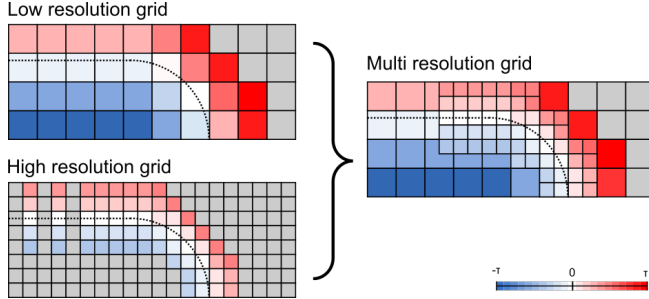 Low resolution grid
Multi resolution grid
High resolution grid
-τ 0 τ